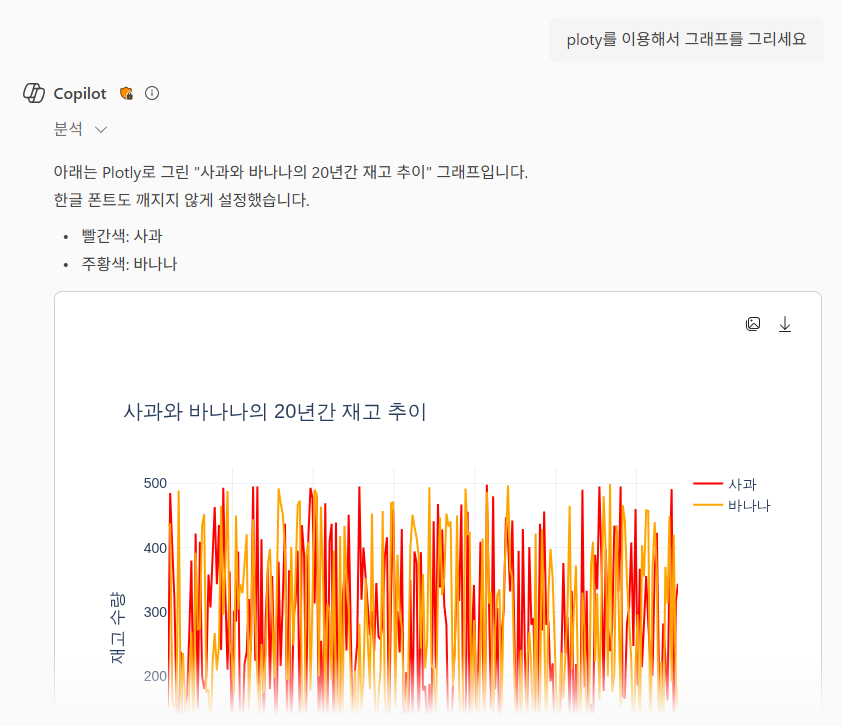 ploty를 이용해서 그래프를 그리세요
Copilot
분석
아래는 Plotly로 그린 "사과와 바나나의 20년간 재고 추이" 그래프입니다.
한글 폰트도 깨지지 않게 설정했습니다.
• 빨간색: 사과
• 주황색: 바나나
사과와 바나나의 20년간 재고 추이
500
400
300
200
재고 수량
사과
바나나